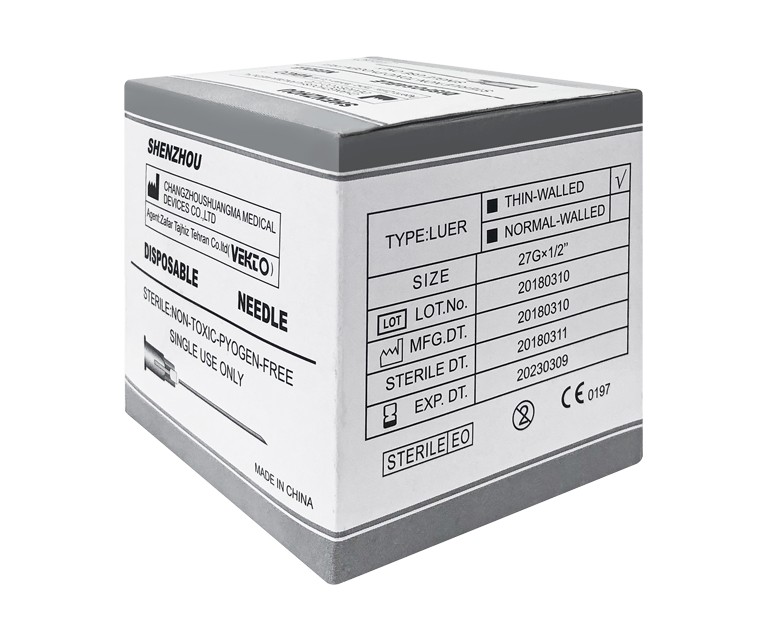 SHENZHOU
CHANGZHOUSHUANGMA MEDICAL
DEVICES CO.,LTD
Agent:Zafar Tajhiz Tehran Co.ltd(VEKTO)
DISPOSABLE NEEDLE
STERILE:NON-TOXIC-PYOGEN-FREE
SINGLE USE ONLY
MADE IN CHINA
TYPE:LUER
THIN-WALLED √
NORMAL-WALLED
SIZE 27G×1/2"
LOT LOT.No. 20180310
MFG.DT. 20180310
STERILE DT. 20180311
EXP. DT. 20230309
STERILE EO
2
CE 0197
SHENZHOU